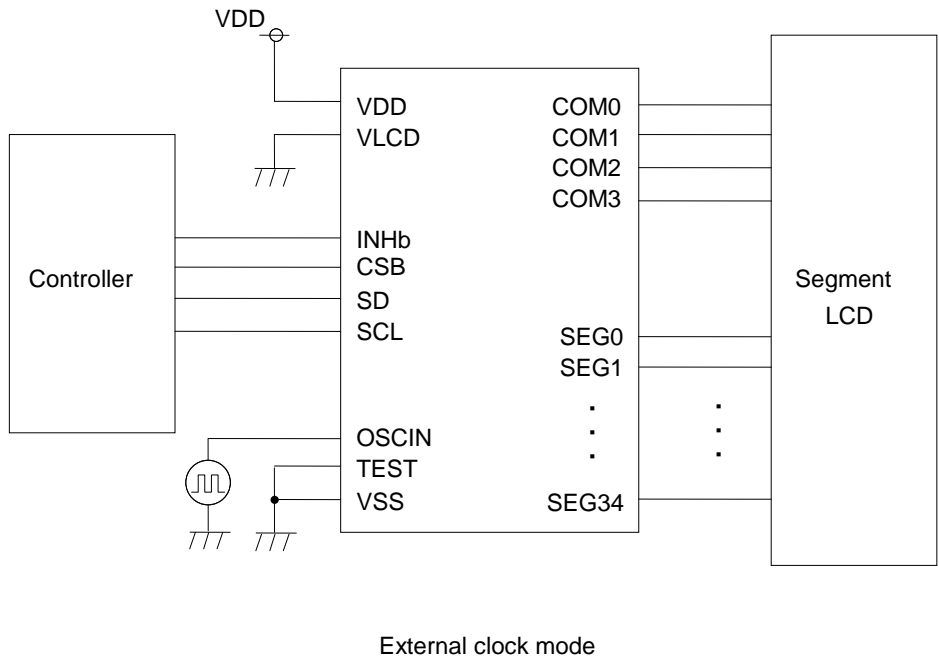 VDD
VDD
VLCD
INHb
CSB
SD
SCL
OSCIN
TEST
VSS
COM0
COM1
COM2
COM3
SEG0
SEG1
SEG34
Controller
Segment
LCD
External clock mode